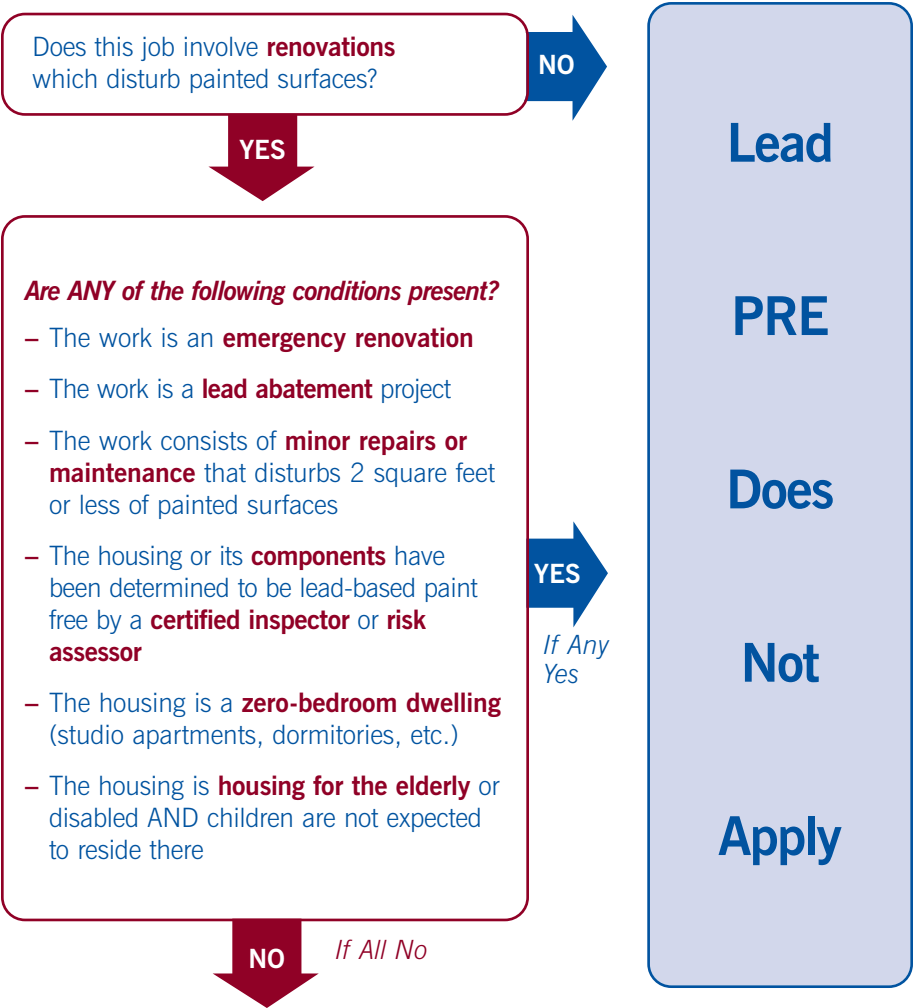 Does this job involve renovations
which disturb painted surfaces?
NO
YES
Are ANY of the following conditions present?
– The work is an emergency renovation
– The work is a lead abatement project
– The work consists of minor repairs or
maintenance that disturbs 2 square feet
or less of painted surfaces
– The housing or its components have
been determined to be lead-based paint
free by a certified inspector or risk
assessor
– The housing is a zero-bedroom dwelling
(studio apartments, dormitories, etc.)
– The housing is housing for the elderly or
disabled AND children are not expected
to reside there
YES
If Any
Yes
NO
If All No
Lead
PRE
Does
Not
Apply